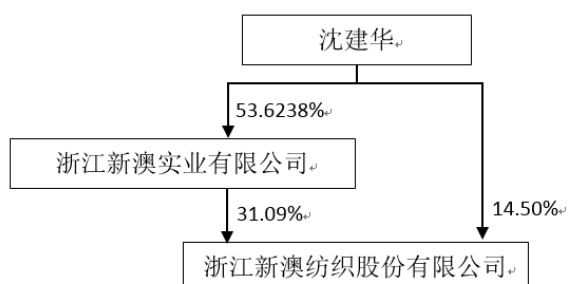 沈建华
53.6238%
浙江新澳实业有限公司
31.09%
14.50%
浙江新澳纺织股份有限公司